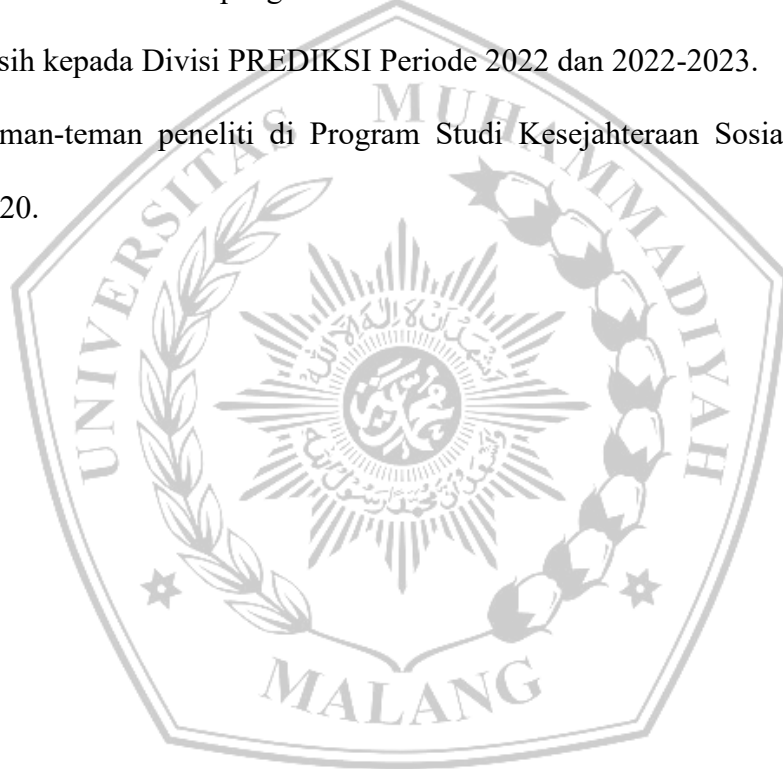 sih kepada Divisi PREDIKSI Periode 2022 dan 2022-2023.
man-teman peneliti di Program Studi Kesejahteraan Sosia
20.
UNIVERSITAS MUHAMMADIYAH
MALANG